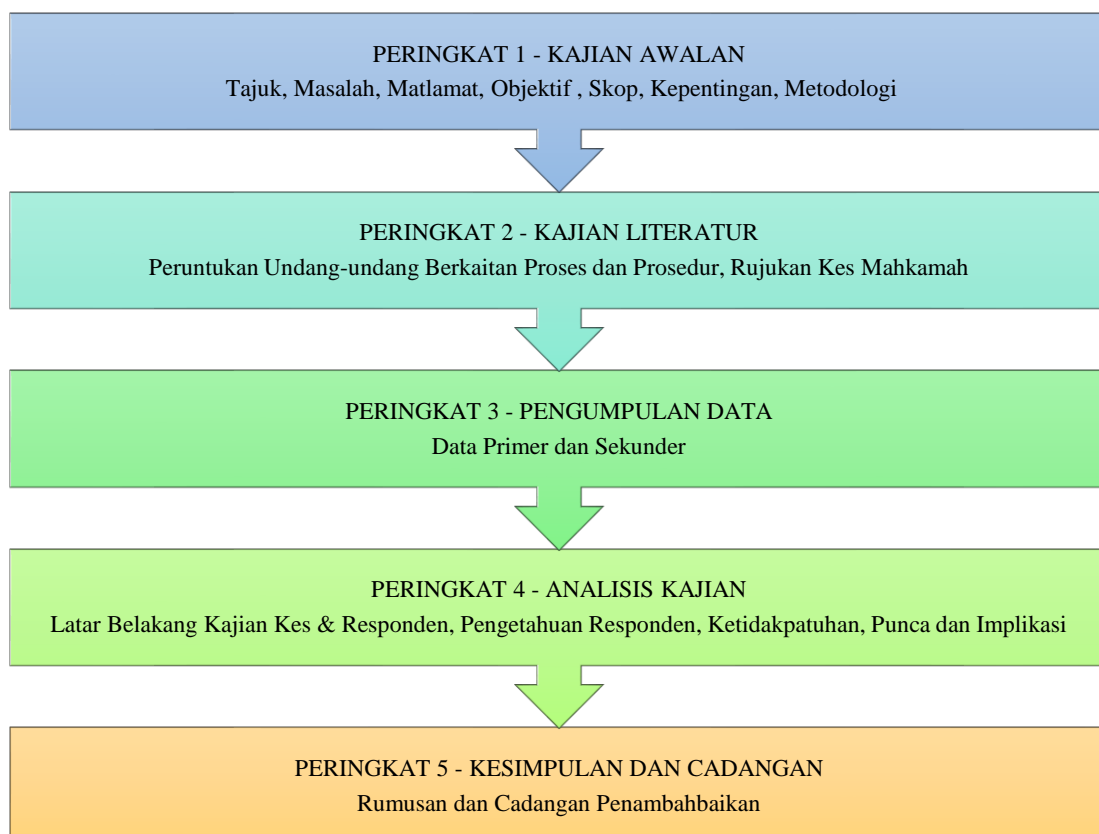 PERINGKAT 1 - KAJIAN AWALAN
Tajuk, Masalah, Matlamat, Objektif , Skop, Kepentingan, Metodologi
PERINGKAT 2 - KAJIAN LITERATUR
Peruntukan Undang-undang Berkaitan Proses dan Prosedur, Rujukan Kes Mahkamah
PERINGKAT 3 - PENGUMPULAN DATA
Data Primer dan Sekunder
PERINGKAT 4 - ANALISIS KAJIAN
Latar Belakang Kajian Kes & Responden, Pengetahuan Responden, Ketidakpatuhan, Punca dan Implikasi
PERINGKAT 5 - KESIMPULAN DAN CADANGAN
Rumusan dan Cadangan Penambahbaikan